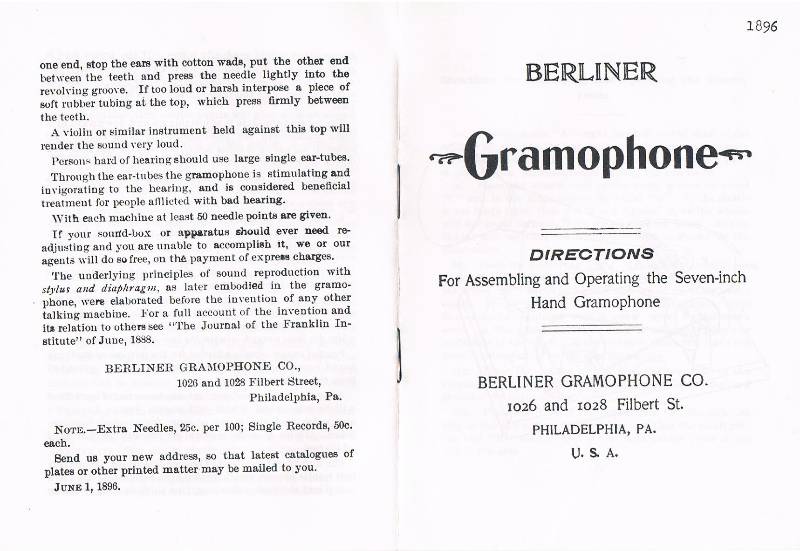 one end, stop the ears with cotton wads, put the other end
between the teeth and press the needle lightly into the
revolving groove. If too loud or harsh interpose a piece of
soft rubber tubing at the top, which press firmly between
the teeth.
A violin or similar instrument held against this top will
render the sound very loud.
Persons hard of hearing should use large single ear-tubes.
Through the ear-tubes the gramophone is stimulating and
invigorating to the hearing, and is considered beneficial
treatment for people afflicted with bad hearing.
With each machine at least 50 needle points are given.
If your sound-box or apparatus should ever need re-
adjusting and you are unable to accomplish it, we or our
agents will do so free, on the payment of express charges.
The underlying principles of sound reproduction with
stylus and diaphragm, as later embodied in the gramo-
phone, were elaborated before the invention of any other
talking machine. For a full account of the invention and
its relation to others see "The Journal of the Franklin In-
stitute" of June, 1888.
BERLINER GRAMOPHONE CO.,
1026 and 1028 Filbert Street,
Philadelphia, Pa.
NOTE.—Extra Needles, 25c. per 100; Single Records, 50c.
each.
Send us your new address, so that latest catalogues of
plates or other printed matter may be mailed to you.
JUNE 1, 1896.
1896
BERLINER
Gramophone
DIRECTIONS
For Assembling and Operating the Seven-inch
Hand Gramophone
BERLINER GRAMOPHONE CO.
1026 and 1028 Filbert St.
PHILADELPHIA, PA.
U. S. A.